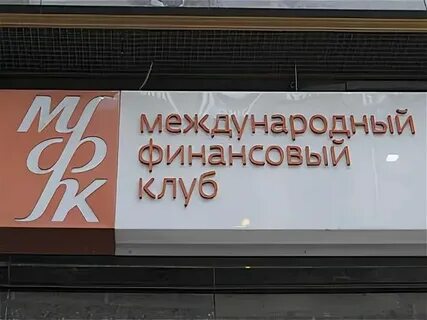 МФК
международный
финансовый
клуб